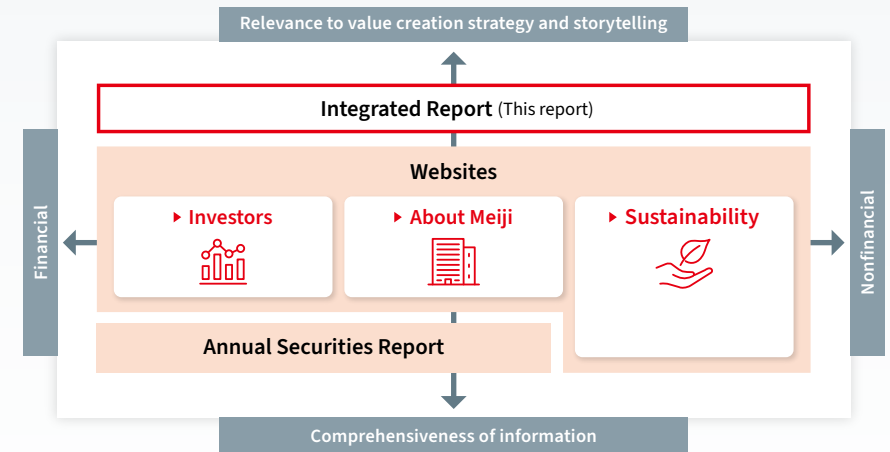 Relevance to value creation strategy and storytelling
Integrated Report (This report)
Websites
Financial
Investors
About Meiji
Sustainability
Nonfinancial
Annual Securities Report
Comprehensiveness of information